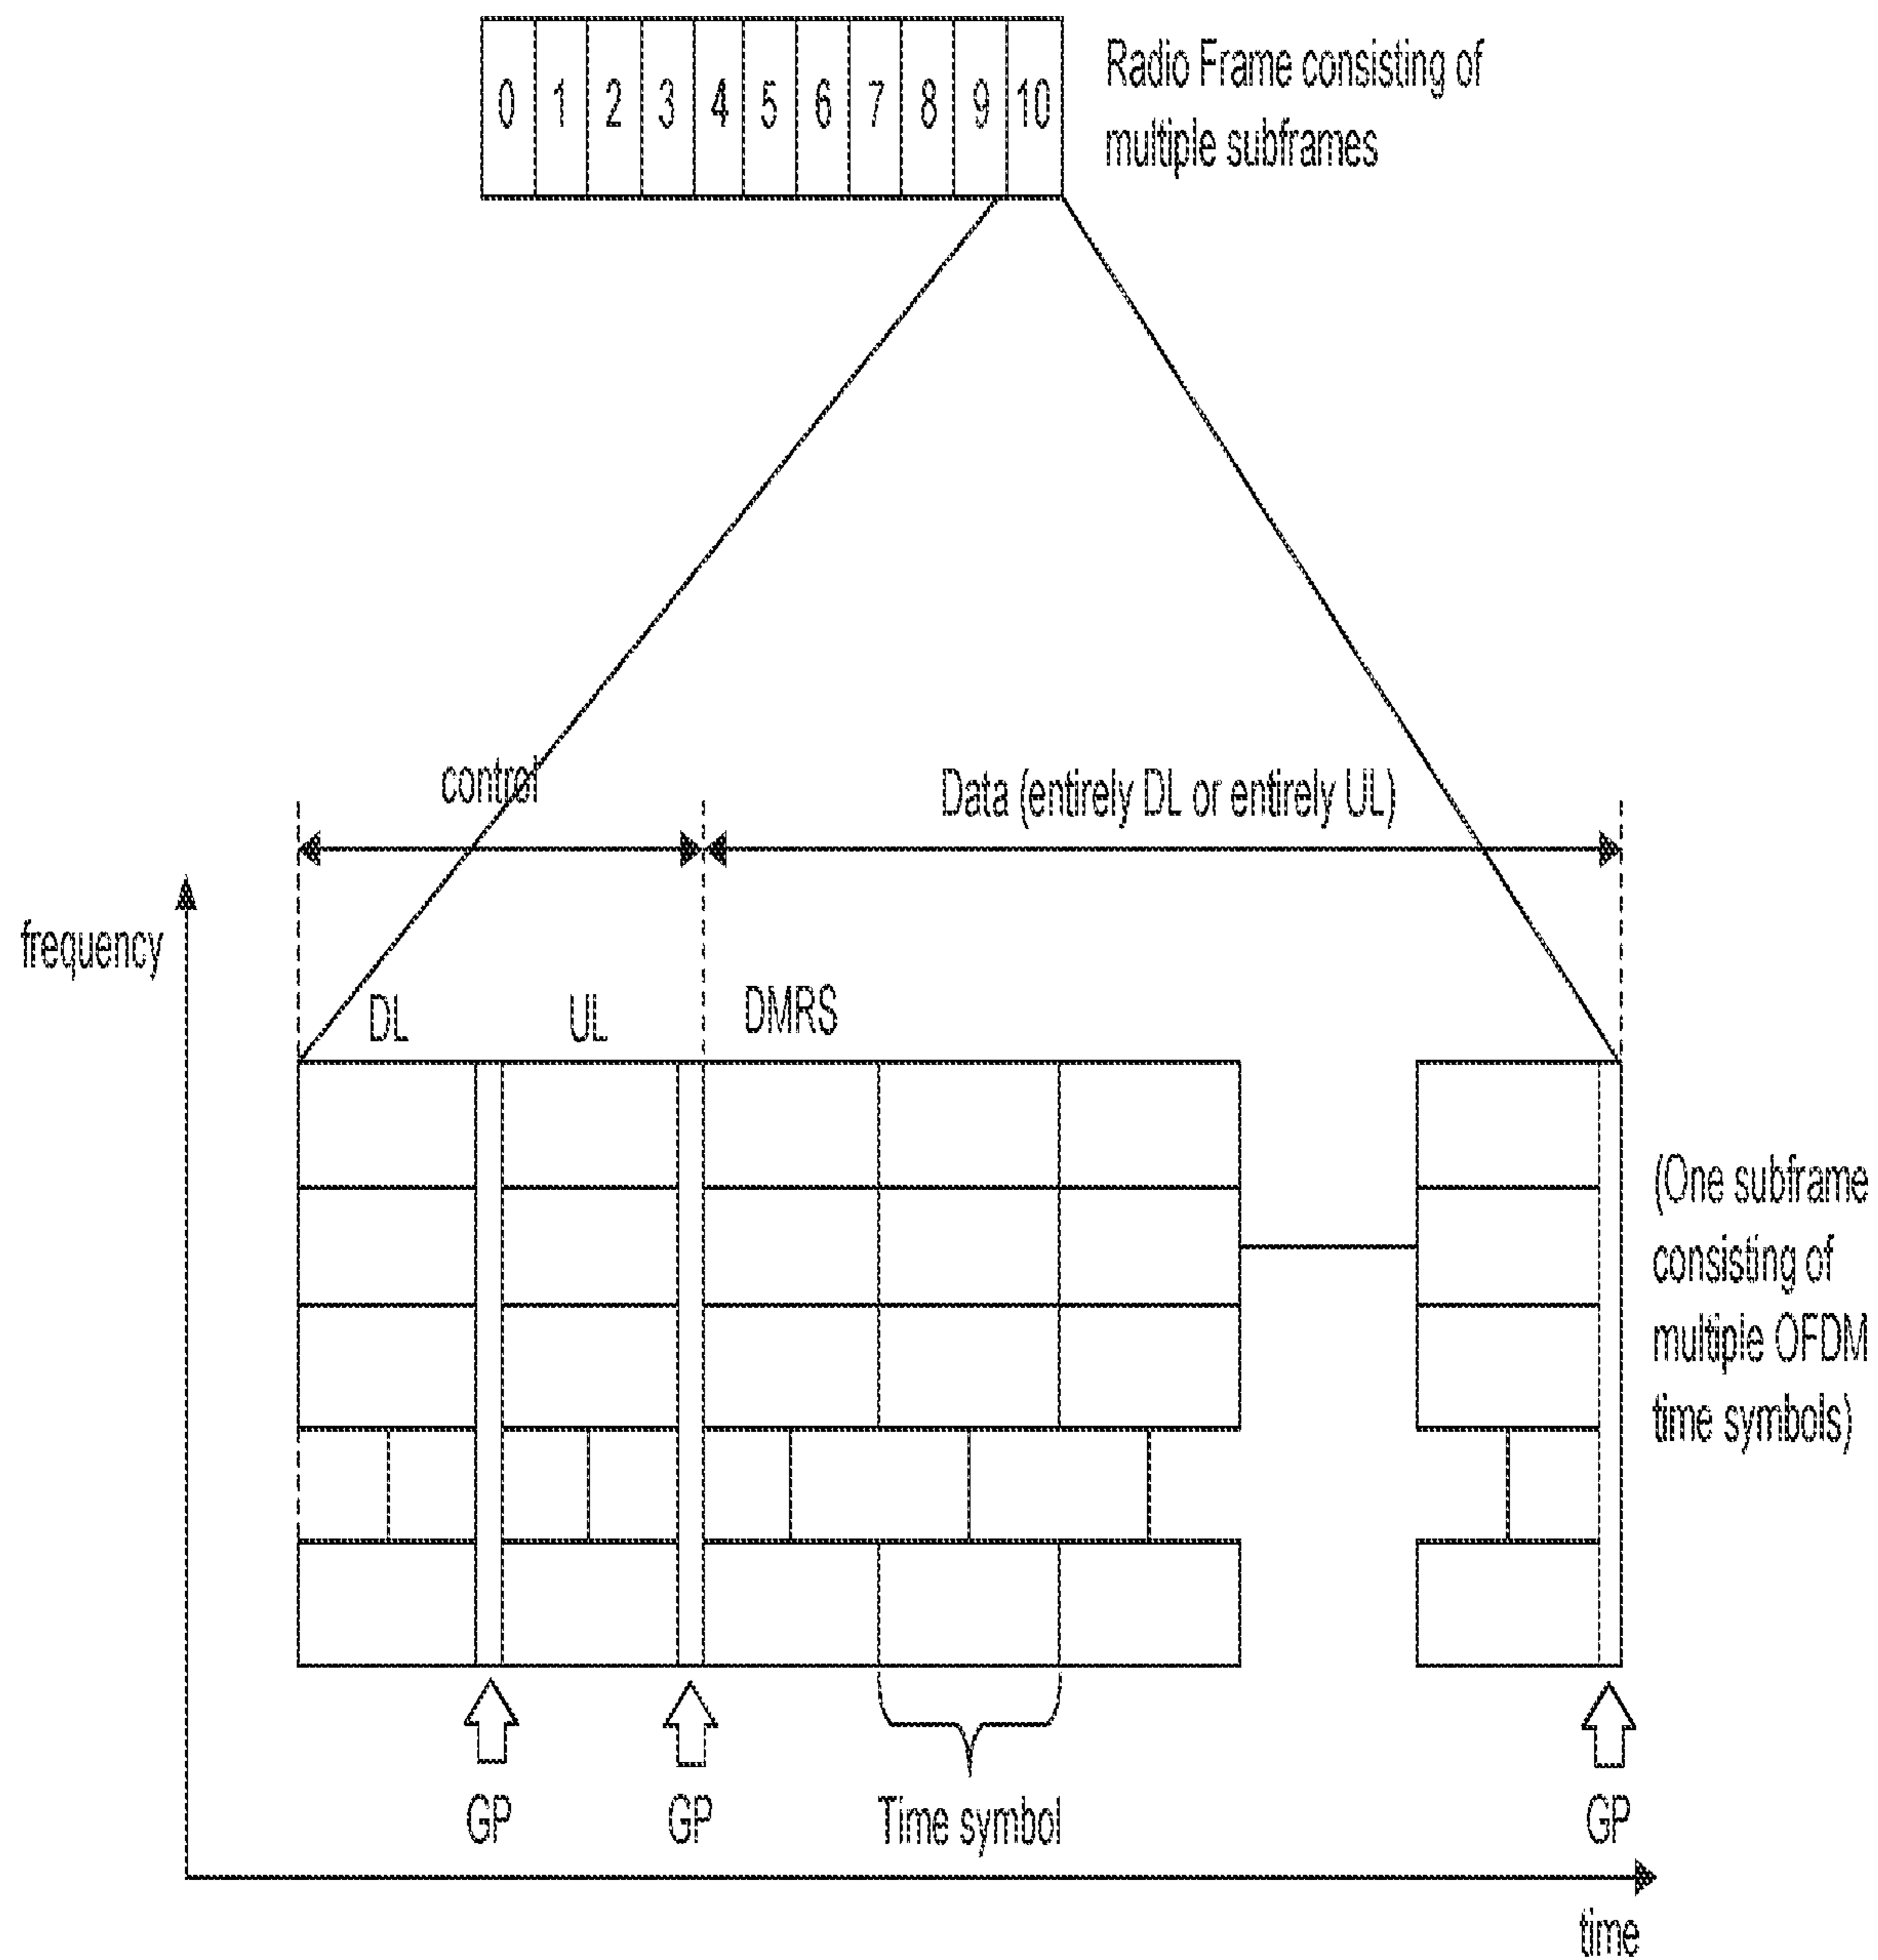 0 1 2 3 4 5 6 7 8 9 10
Radio Frame consisting of
multiple subframes
control
Data (entirely DL or entirely UL)
frequency
DL
UL
DMRS
(One subframe
consisting of
multiple OFDM
time symbols)
GP
GP
Time symbol
GP
time